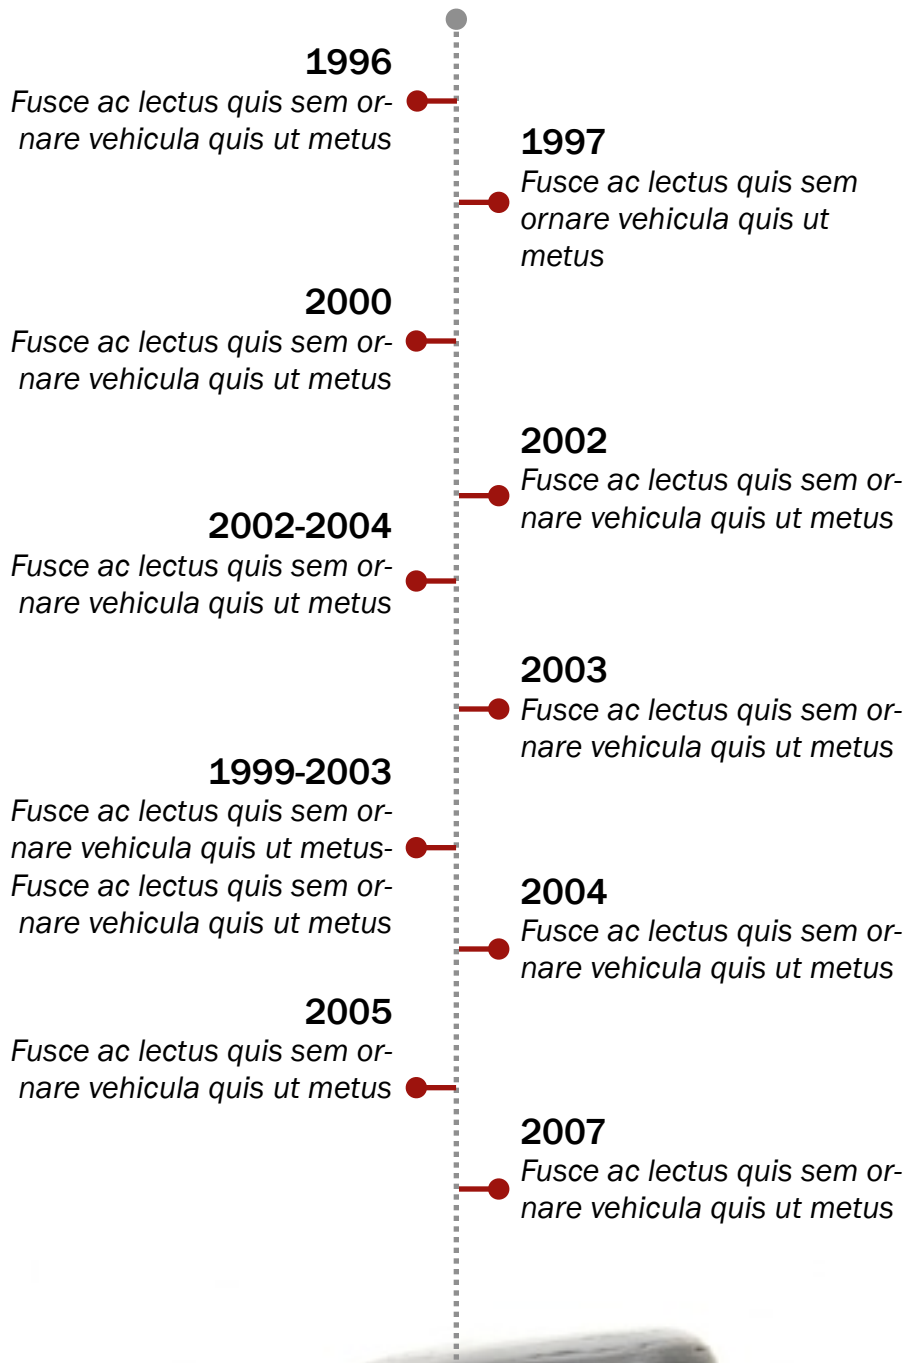 1996
Fusce ac lectus quis sem or-
nare vehicula quis ut metus
1997
Fusce ac lectus quis sem
ornare vehicula quis ut
metus
2000
Fusce ac lectus quis sem or-
nare vehicula quis ut metus
2002
Fusce ac lectus quis sem or-
nare vehicula quis ut metus
2002-2004
Fusce ac lectus quis sem or-
nare vehicula quis ut metus
2003
Fusce ac lectus quis sem or-
nare vehicula quis ut metus
1999-2003
Fusce ac lectus quis sem or-
nare vehicula quis ut metus-
Fusce ac lectus quis sem or-
nare vehicula quis ut metus
2004
Fusce ac lectus quis sem or-
nare vehicula quis ut metus
2005
Fusce ac lectus quis sem or-
nare vehicula quis ut metus
2007
Fusce ac lectus quis sem or-
nare vehicula quis ut metus